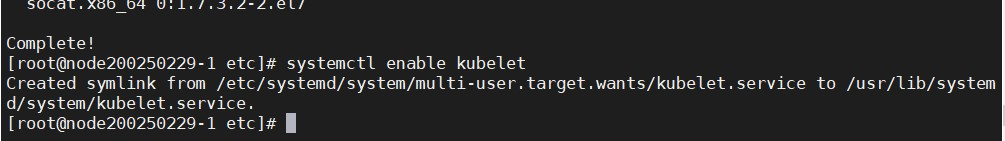 socat.x86_64 0:1.7.3.2-2.el7
Complete!
[root@node200250229-1 etc]# systemctl enable kubelet
Created symlink from /etc/systemd/system/multi-user.target.wants/kubelet.service to /usr/lib/system
d/system/kubelet.service.
[root@node200250229-1 etc]#